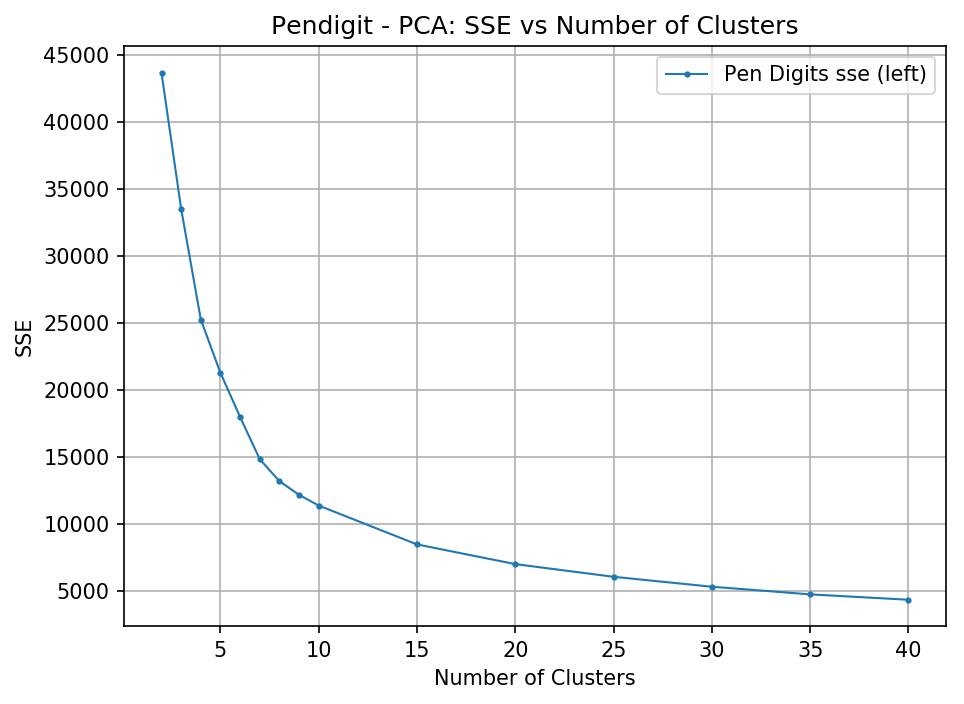 Pendigit - PCA: SSE vs Number of Clusters
Pen Digits sse (left)
45000
40000
35000
30000
25000
20000
15000
10000
5000
SSE
5 10 15 20 25 30 35 40
Number of Clusters